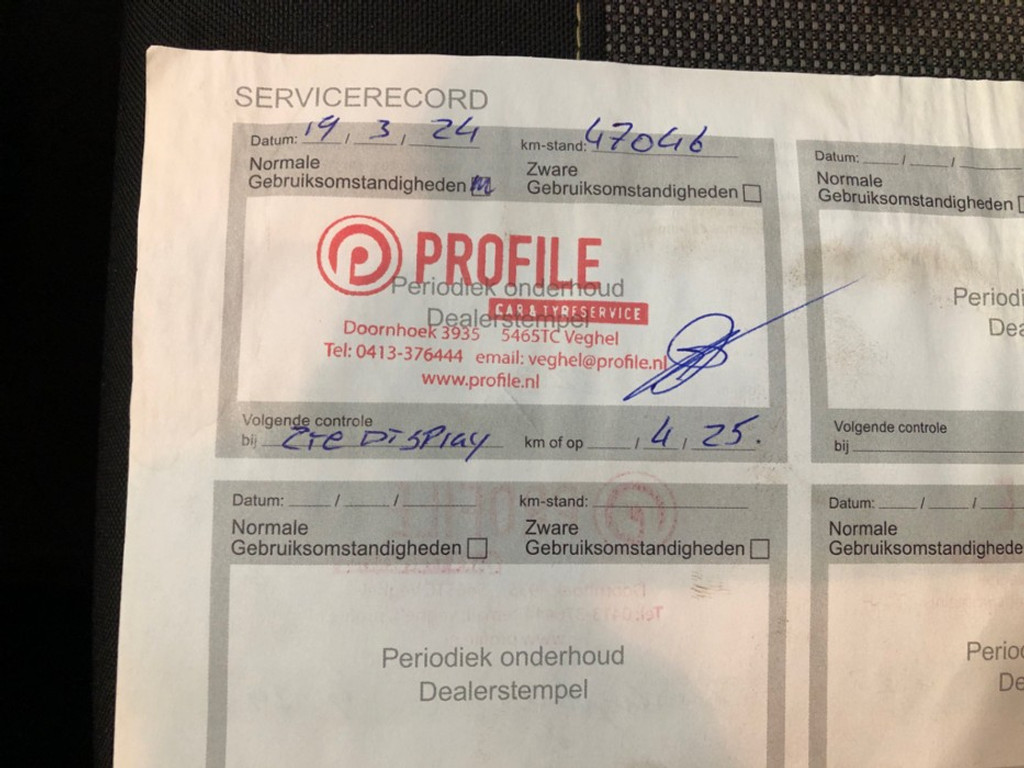 SERVICERECORD
Datum: 19 / 3 / 24 km-stand: 47046
Normale
Gebruiksomstandigheden
Zware
Gebruiksomstandigheden
PROFILE
CAR & TYRESERVICE
Periodiek onderhoud
Dealerstempel
Doornhoek 3935 5465TC Veghel
Tel: 0413-376444 email: veghel@profile.nl
www.profile.nl
Volgende controle
bij zie DISPlay km of op / 4 / 25.
Datum: / /
Normale
Gebruiksomstandigheden
Periodi
Dea
Volgende controle
bij
Datum: / / km-stand:
Normale
Gebruiksomstandigheden
Zware
Gebruiksomstandigheden
Periodiek onderhoud
Dealerstempel
Datum: / /
Normale
Gebruiksomstandighede
Perio
De